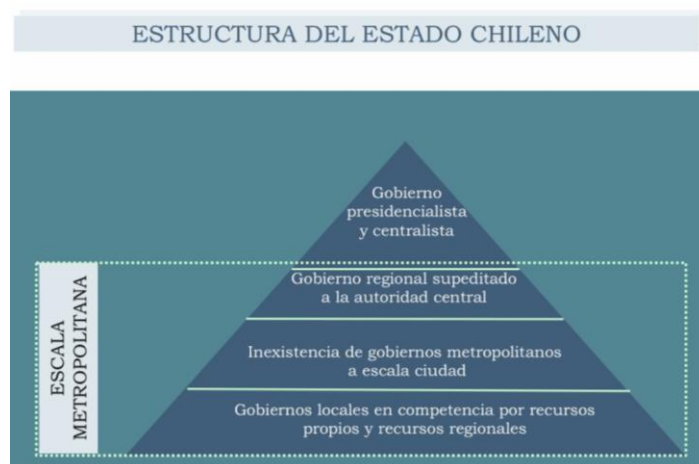 ESTRUCTURA DEL ESTADO CHILENO
Gobierno
presidencialista
y centralista
Gobierno regional supeditado
a la autoridad central
ESCALA
METROPOLITANA
Inexistencia de gobiernos metropolitanos
a escala ciudad
Gobiernos locales en competencia por recursos
propios y recursos regionales